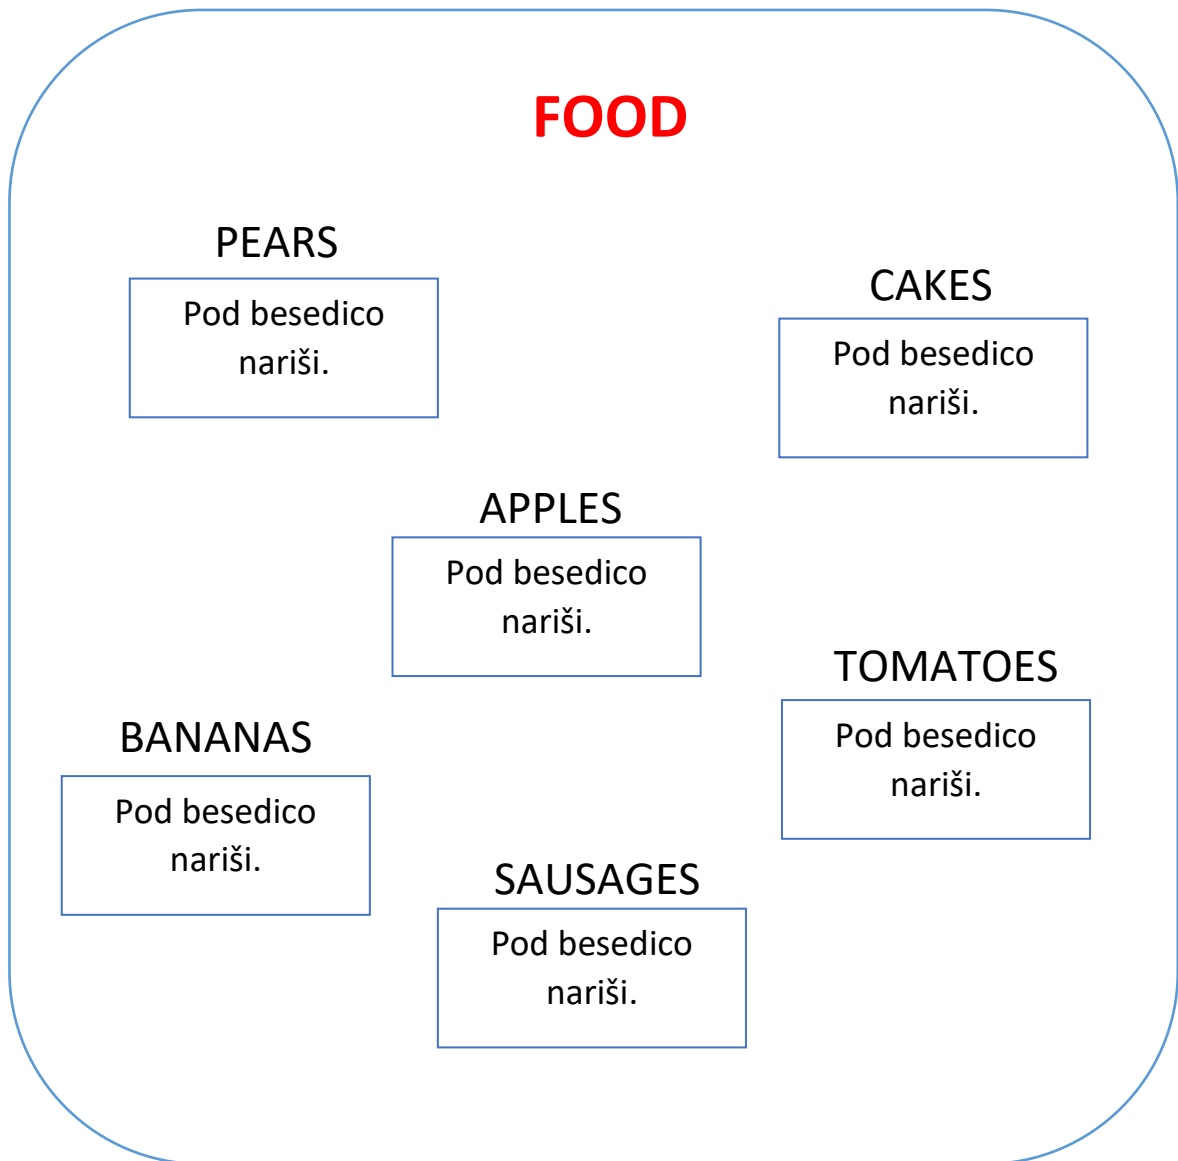 FOOD
PEARS
Pod besedico
nariši.
CAKES
Pod besedico
nariši.
APPLES
Pod besedico
nariši.
TOMATOES
Pod besedico
nariši.
BANANAS
Pod besedico
nariši.
SAUSAGES
Pod besedico
nariši.